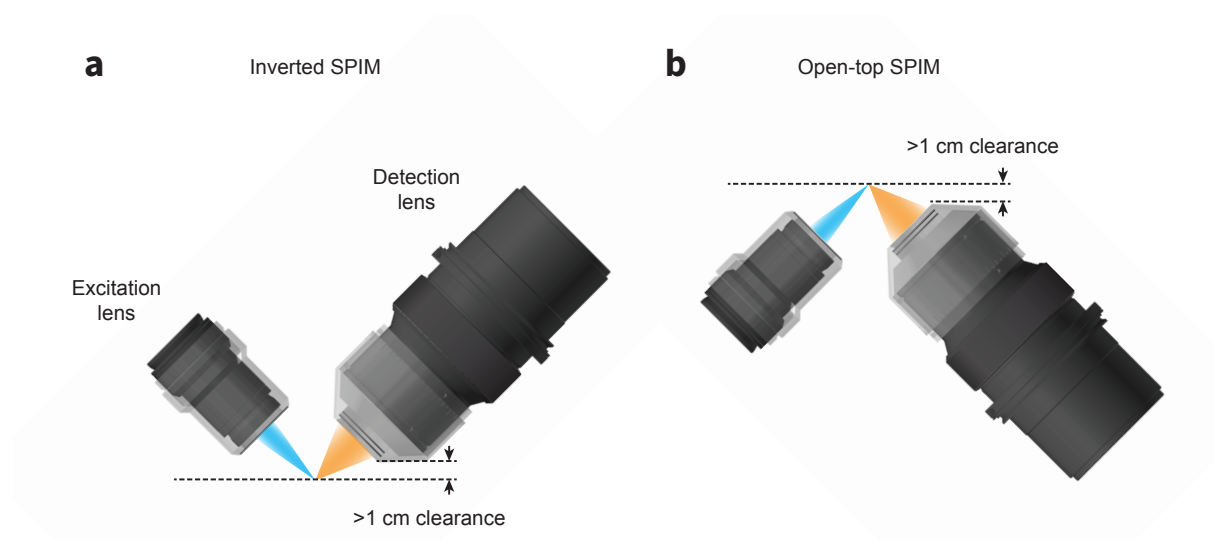 a
Inverted SPIM
Detection
lens
Excitation
lens
>1 cm clearance
b
Open-top SPIM
>1 cm clearance